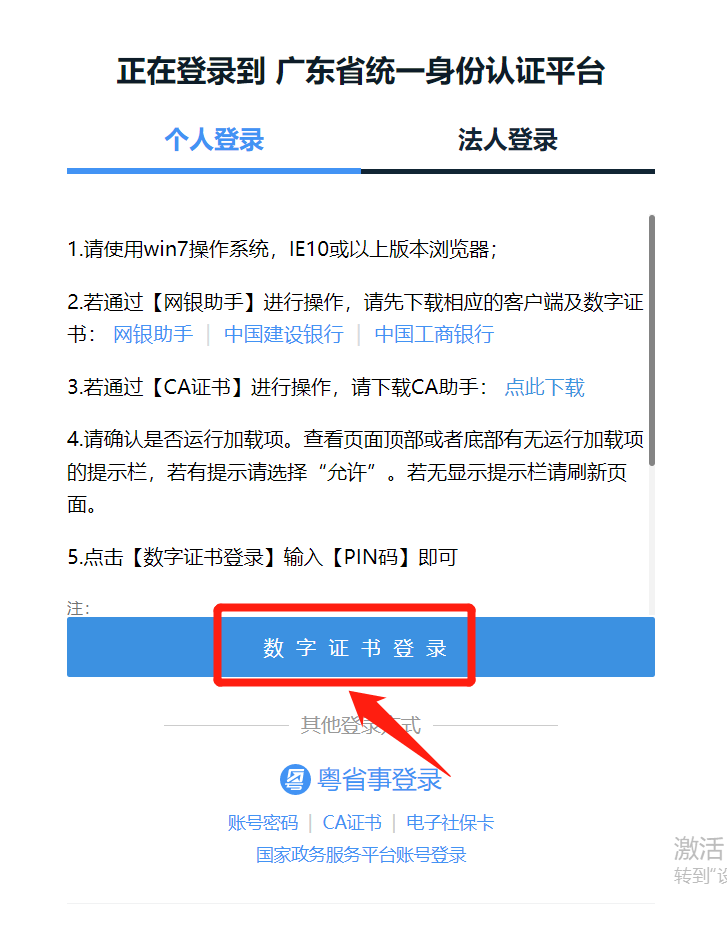 正在登录到 广东省统一身份认证平台
个人登录 法人登录
1.请使用win7操作系统，IE10或以上版本浏览器；
2.若通过【网银助手】进行操作，请先下载相应的客户端及数字证
书： 网银助手 | 中国建设银行 | 中国工商银行
3.若通过【CA证书】进行操作，请下载CA助手： 点此下载
4.请确认是否运行加载项。查看页面顶部或者底部有无运行加载项
的提示栏，若有提示请选择“允许”。若无显示提示栏请刷新页
面。
5.点击【数字证书登录】输入【PIN码】即可
注：
数字证书登录
其他登录方式
粤省事登录
账号密码 | CA证书 | 电子社保卡
国家政务服务平台账号登录
激活
转到“设